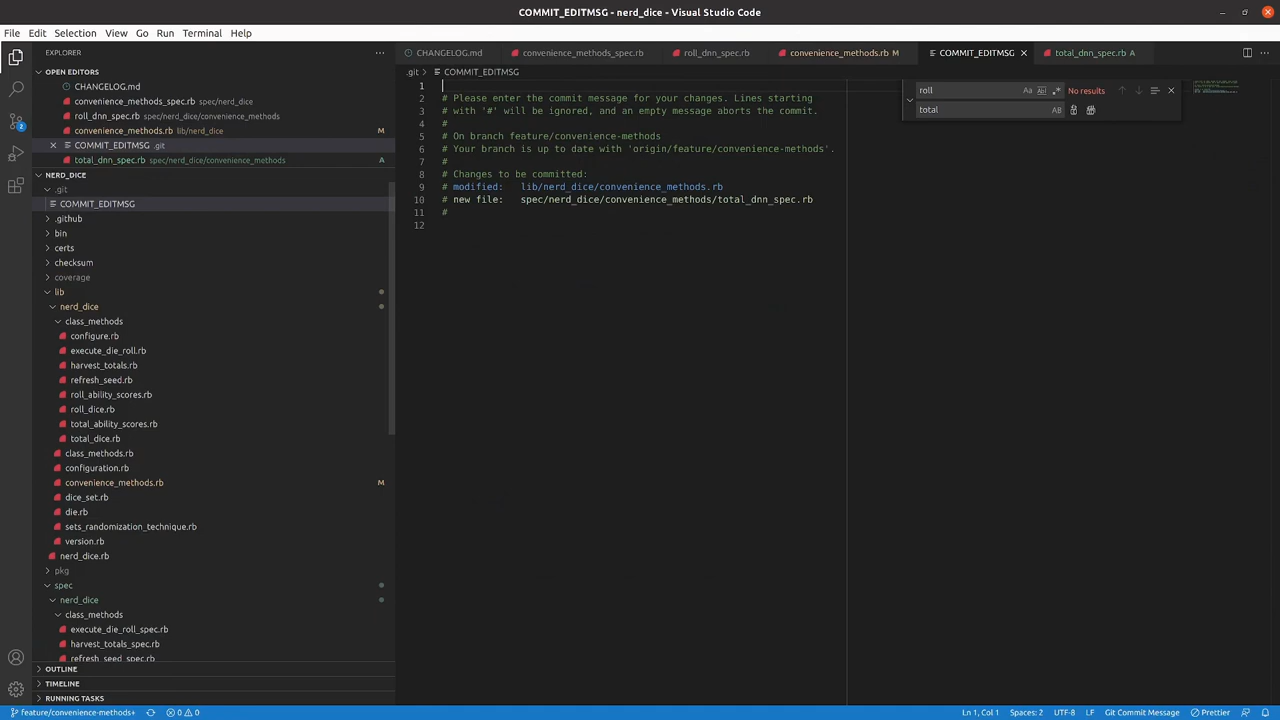 COMMIT_EDITMSG - nerd_dice - Visual Studio Code
File Edit Selection View Go Run Terminal Help
EXPLORER
CHANGELOG.md convenience_methods_spec.rb roll_dnn_spec.rb convenience_methods.rb M COMMIT_EDITMSG total_dnn_spec.rb A
OPEN EDITORS
CHANGELOG.md
convenience_methods_spec.rb spec/nerd_dice
roll_dnn_spec.rb spec/nerd_dice/convenience_methods
convenience_methods.rb lib/nerd_dice M
COMMIT_EDITMSG .git
total_dnn_spec.rb spec/nerd_dice/convenience_methods A
NERD_DICE
.git
COMMIT_EDITMSG
.github
bin
certs
checksum
coverage
lib
nerd_dice
class_methods
configure.rb
execute_die_roll.rb
harvest_totals.rb
refresh_seed.rb
roll_ability_scores.rb
roll_dice.rb
total_ability_scores.rb
total_dice.rb
class_methods.rb
configuration.rb
convenience_methods.rb M
dice_set.rb
die.rb
sets_randomization_technique.rb
version.rb
nerd_dice.rb
pkg
spec
nerd_dice
class_methods
execute_die_roll_spec.rb
harvest_totals_spec.rb
refresh_seed_spec.rb
OUTLINE
TIMELINE
RUNNING TASKS
2
.git > COMMIT_EDITMSG
1
2 # Please enter the commit message for your changes. Lines starting
3 # with '#' will be ignored, and an empty message aborts the commit.
4 #
5 # On branch feature/convenience-methods
6 # Your branch is up to date with 'origin/feature/convenience-methods'.
7 #
8 # Changes to be committed:
9 # modified: lib/nerd_dice/convenience_methods.rb
10 # new file: spec/nerd_dice/convenience_methods/total_dnn_spec.rb
11 #
12
roll Aa ab .* No results
total AB
feature/convenience-methods+ 0 0 Ln 1, Col 1 Spaces: 2 UTF-8 LF Git Commit Message Prettier